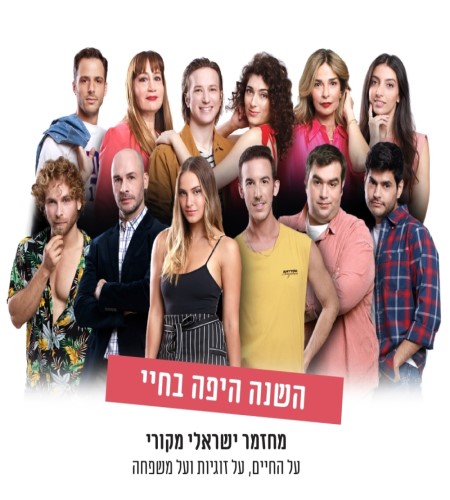 השנה היפה בחיי
מחזמר ישראלי מקורי
על החיים, על זוגיות ועל משפחה